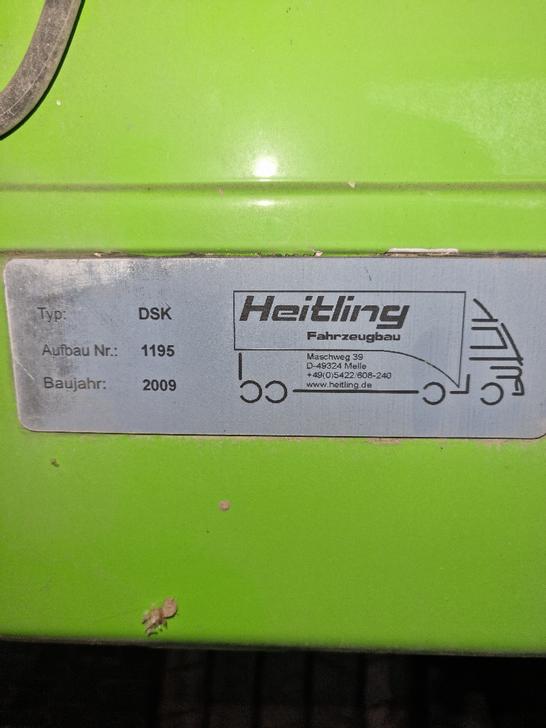 Typ: DSK
Aufbau Nr.: 1195
Baujahr: 2009
Heitling
Fahrzeugbau
Maschweg 39
D-49324 Melle
+49(0)5422/608-240
www.heitling.de